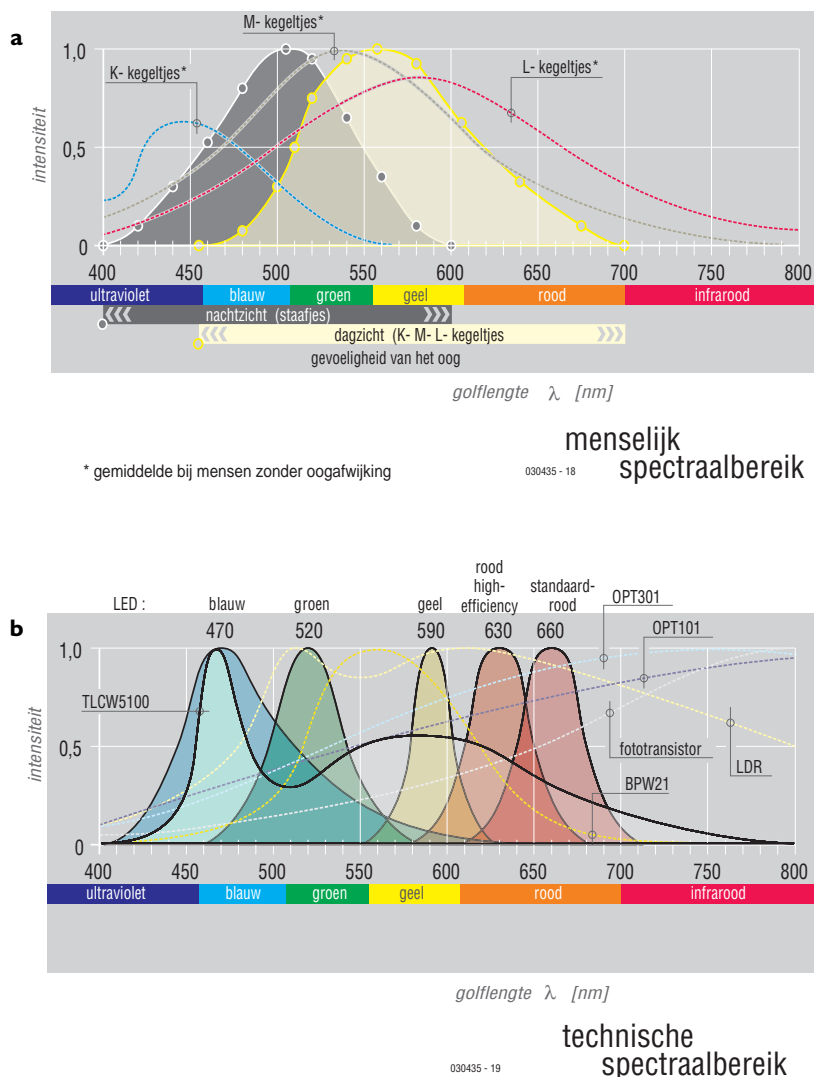 a
M- kegeltjes*
K- kegeltjes*
L- kegeltjes*
intensiteit
1,0
0,5
0
400 450 500 550 600 650 700 750 800
ultraviolet blauw groen geel rood infrarood
nachtzicht (staafjes)
dagzicht (K- M- L- kegeltjes
gevoeligheid van het oog
golflengte λ [nm]
menselijk
spectraalbereik
* gemiddelde bij mensen zonder oogafwijking
030435 - 18
b
LED : blauw groen geel rood high-efficiency standaard-rood
470 520 590 630 660
OPT301
OPT101
TLCW5100
fototransistor
LDR
BPW21
intensiteit
1,0
0,5
0
400 450 500 550 600 650 700 750 800
ultraviolet blauw groen geel rood infrarood
golflengte λ [nm]
technische
spectraalbereik
030435 - 19